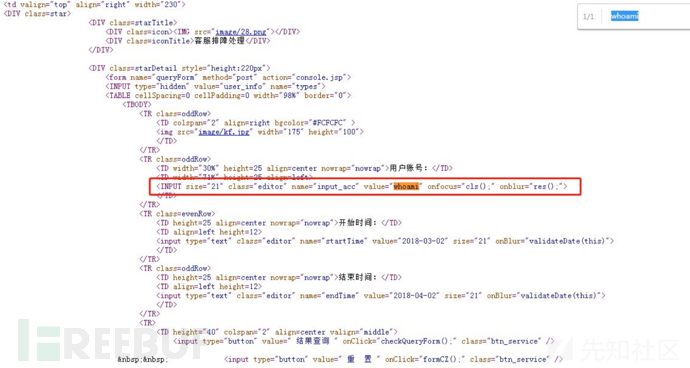 <td valign="top" align="right" width="230">
<DIV class=star>
1/1 whoami
<DIV class=starTitle>
<DIV class=icon><IMG src="image/28.png"></DIV>
<DIV class=iconTitle>客服排障处理</DIV>
</DIV>
<DIV class=starDetail style="height:220px">
<form name="queryForm" method="post" action="console.jsp">
<INPUT type="hidden" value="user_info" name="types">
<TABLE cellSpacing=0 cellPadding=0 width="98%" border="0">
<TBODY>
<TR class=oddRow>
<TD colspan="2" align=right bgcolor="#FCFCFC" >
<img src="image/kf.jpg" width="175" height="100">
</TD>
</TR>
<TR class=oddRow>
<TD width="30%" height=25 align=center nowrap="nowrap">用户账号：</TD>
<TD width="71%" height=25 align=left>
<INPUT size="21" class="editor" name="input_acc" value="whoami" onfocus="cls();" onblur="res();">
</TD>
</TR>
<TR class=evenRow>
<TD height=25 align=center nowrap="nowrap">开始时间：</TD>
<TD align=left height=12>
<input type="text" class="editor" name="startTime" value="2018-03-02" size="21" onBlur="validateDate(this)">
</TD>
</TR>
<TR class=oddRow>
<TD height=25 align=center nowrap="nowrap">结束时间：</TD>
<TD align=left height=12>
<input type="text" class="editor" name="endTime" value="2018-04-02" size="21" onBlur="validateDate(this)">
</TD>
</TR>
<TR>
<TD height="40" colspan="2" align=center valign="middle">
<input type="button" value=" 结果查询 " onClick="checkQueryForm();" class="btn_service" />
&nbsp;&nbsp; <input type="button" value=" 重 置 " onClick="formCZ();" class="btn_service" />
FREEBUF
先知社区